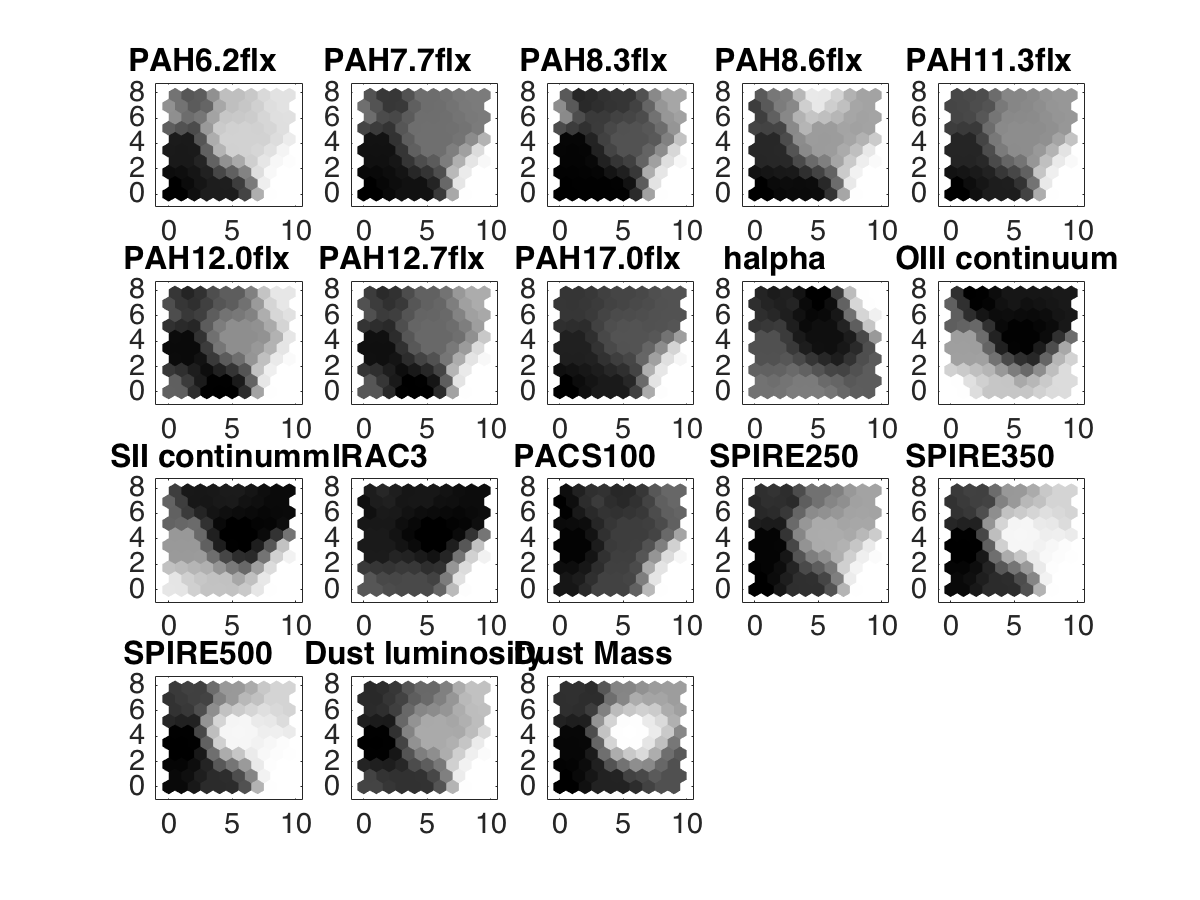 PAH6.2flx PAH7.7flx PAH8.3flx PAH8.6flx PAH11.3flx
8 8 8 8 8
6 6 6 6 6
4 4 4 4 4
2 2 2 2 2
0 0 0 0 0
0 5 10 0 5 10 0 5 10 0 5 10 0 5 10
PAH12.0flx PAH12.7flx PAH17.0flx halpha OIII continuum
8 8 8 8 8
6 6 6 6 6
4 4 4 4 4
2 2 2 2 2
0 0 0 0 0
0 5 10 0 5 10 0 5 10 0 5 10 0 5 10
SII continumm IRAC3 PACS100 SPIRE250 SPIRE350
8 8 8 8 8
6 6 6 6 6
4 4 4 4 4
2 2 2 2 2
0 0 0 0 0
0 5 10 0 5 10 0 5 10 0 5 10 0 5 10
SPIRE500 Dust luminosity Dust Mass
8 8 8
6 6 6
4 4 4
2 2 2
0 0 0
0 5 10 0 5 10 0 5 10